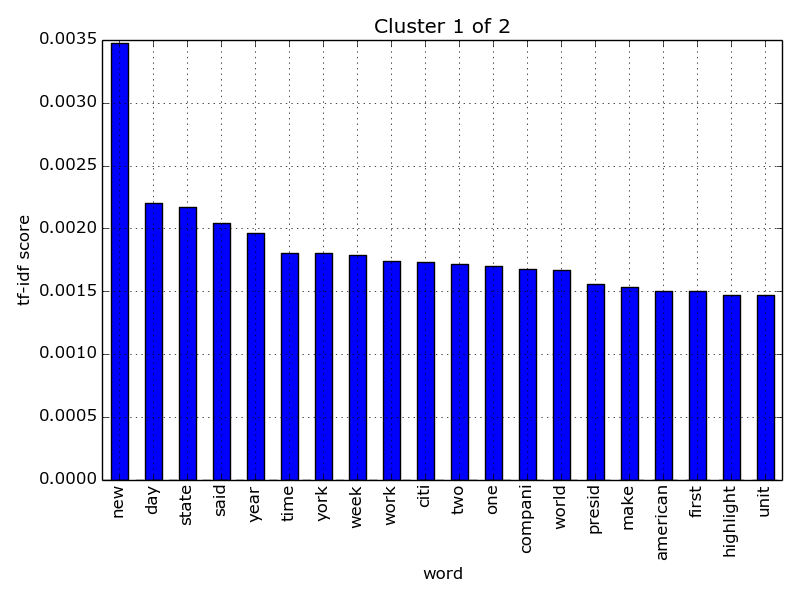 Cluster 1 of 2
0.0035
0.0030
0.0025
0.0020
0.0015
0.0010
0.0005
0.0000
tf-idf score
new
day
state
said
year
time
york
week
work
citi
two
one
compani
world
presid
make
american
first
highlight
unit
word